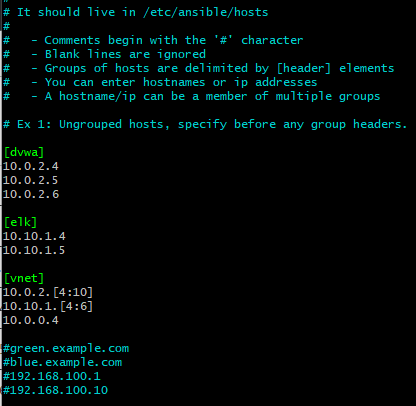 # It should live in /etc/ansible/hosts
#
#   - Comments begin with the '#' character
#   - Blank lines are ignored
#   - Groups of hosts are delimited by [header] elements
#   - You can enter hostnames or ip addresses
#   - A hostname/ip can be a member of multiple groups
# Ex 1: Ungrouped hosts, specify before any group headers.
[dvwa]
10.0.2.4
10.0.2.5
10.0.2.6
[elk]
10.10.1.4
10.10.1.5
[vnet]
10.0.2.[4:10]
10.10.1.[4:6]
10.0.0.4
#green.example.com
#blue.example.com
#192.168.100.1
#192.168.100.10